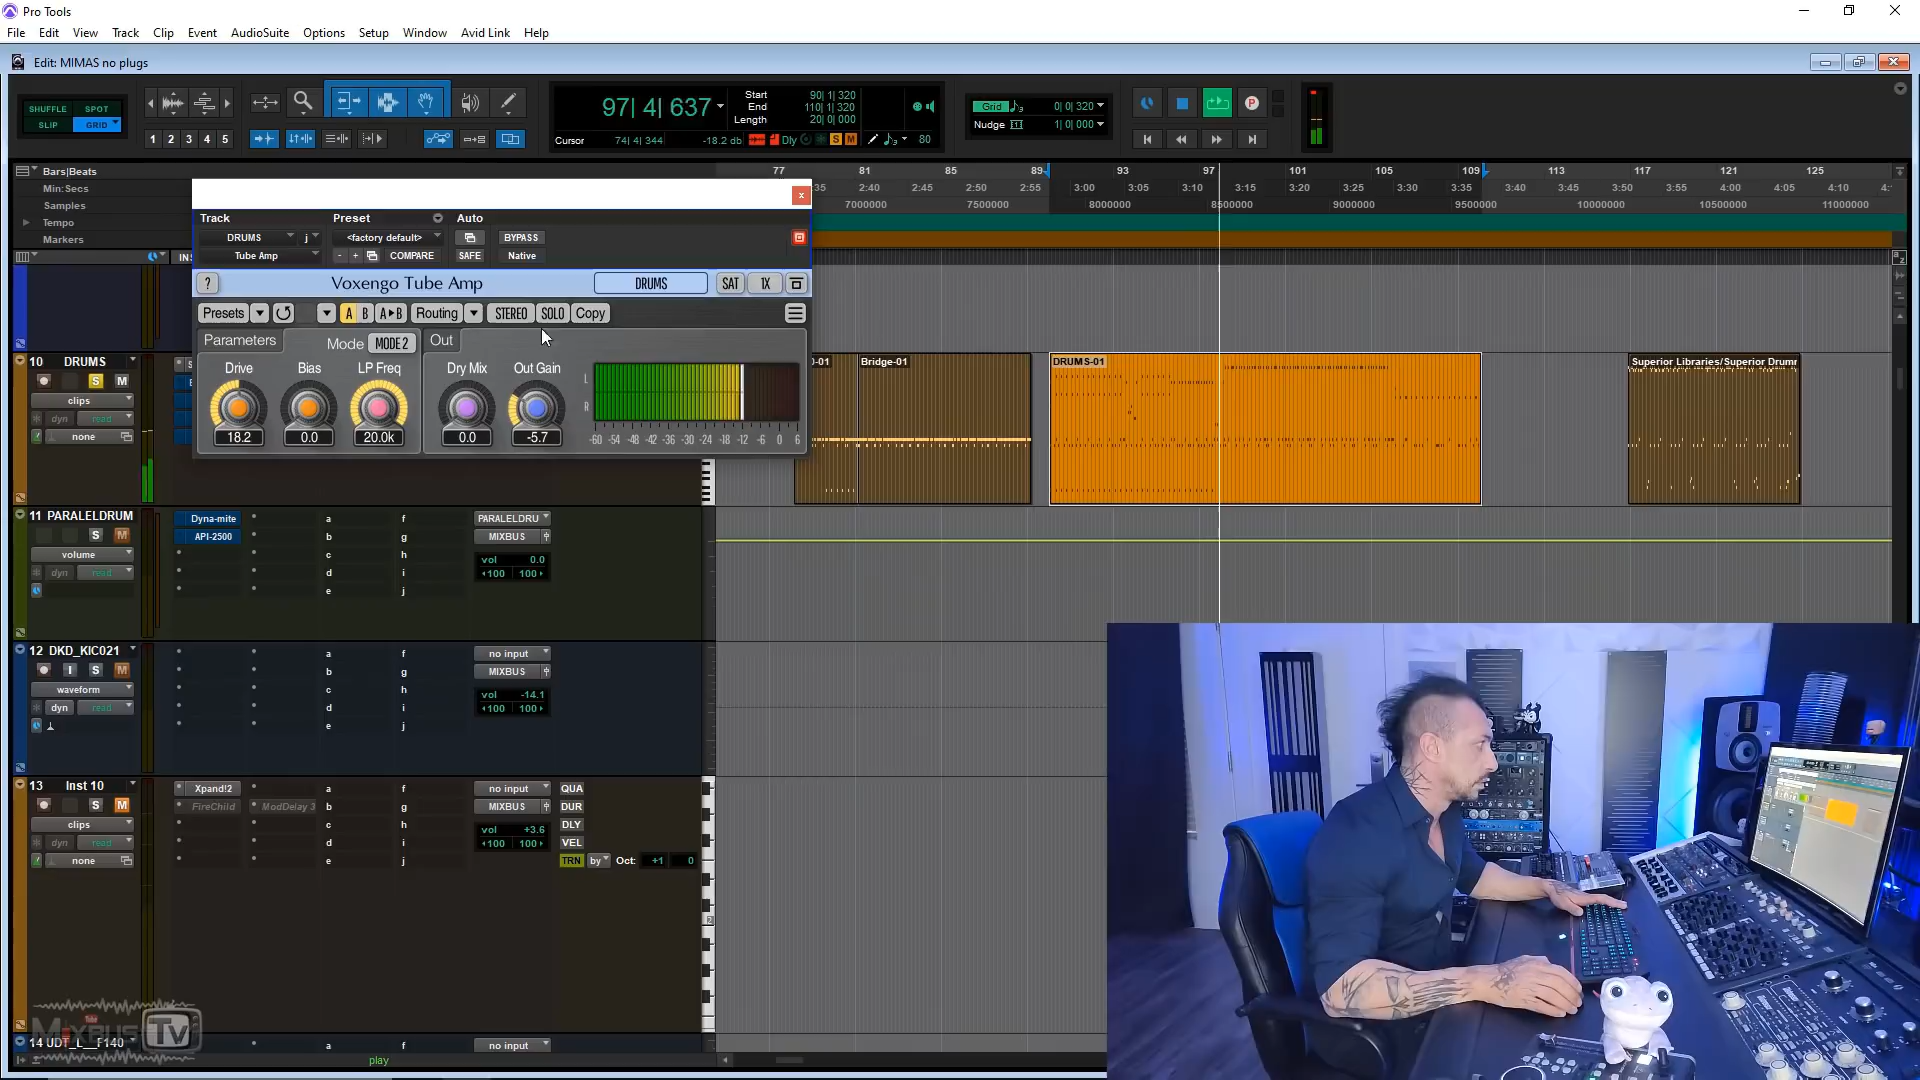 Pro Tools
File Edit View Track Clip Event AudioSuite Options Setup Window Avid Link Help
Edit: MIMAS no plugs
SHUFFLE SPOT
SLIP GRID
1 2 3 4 5
97| 4| 637
Start 90| 1| 320
End 110| 1| 320
Length 20| 0| 000
Cursor 74| 4| 344 -18.2 db Dly S M 80
Grid 0| 0| 320
Nudge 1| 0| 000
P
Bars|Beats 77 81 85 89 93 97 101 105 109 113 117 121 125
Min:Secs 2:40 2:45 2:50 2:55 3:00 3:05 3:10 3:15 3:20 3:25 3:30 3:35 3:40 3:45 3:50 3:55 4:00 4:05 4:10
Samples 7000000 7500000 8000000 8500000 9000000 9500000 10000000 10500000 11000000
Tempo
Markers
Track Preset Auto
DRUMS j <factory default> BYPASS
Tube Amp - + COMPARE SAFE Native
? Voxengo Tube Amp DRUMS SAT 1X
Presets A B A▸B Routing STEREO SOLO Copy
Parameters Mode MODE 2 Out
Drive Bias LP Freq Dry Mix Out Gain
L
R
18.2 0.0 20.0k 0.0 -5.7
-60 -54 -48 -42 -36 -30 -24 -18 -12 -6 0 6
10 DRUMS
S M
clips
dyn read
none
Bridge-01
DRUMS-01
Superior Libraries/Superior Drumr
11 PARALELDRUM
S M
volume
dyn read
Dyna-mite
API-2500
a f
b g
c h
d i
e j
PARALELDRU
MIXBUS
vol 0.0
100 100
12 DKD_KIC021
I S M
waveform
dyn read
a f
b g
c h
d i
e j
no input
MIXBUS
vol -14.1
100 100
13 Inst 10
S M
clips
dyn read
none
Xpand!2
FireChild ModDelay 3
a f
b g
c h
d i
e j
no input
MIXBUS
vol +3.6
100 100
QUA
DUR
DLY
VEL
TRN by Oct: +1 0
MixBus TV
14 UDT_L__F140
a f
no input
play